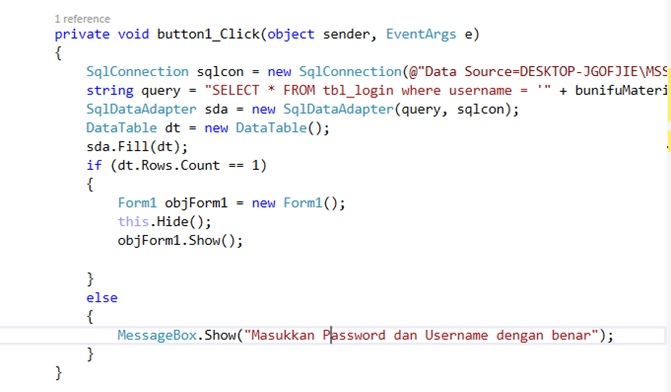 1 reference
private void button1_Click(object sender, EventArgs e)
{
SqlConnection sqlcon = new SqlConnection(@"Data Source=DESKTOP-JGOFJIE\MSS
string query = "SELECT * FROM tbl_login where username = '" + bunifuMateri
SqlDataAdapter sda = new SqlDataAdapter(query, sqlcon);
DataTable dt = new DataTable();
sda.Fill(dt);
if (dt.Rows.Count == 1)
{
Form1 objForm1 = new Form1();
this.Hide();
objForm1.Show();
}
else
{
MessageBox.Show("Masukkan Password dan Username dengan benar");
}
}